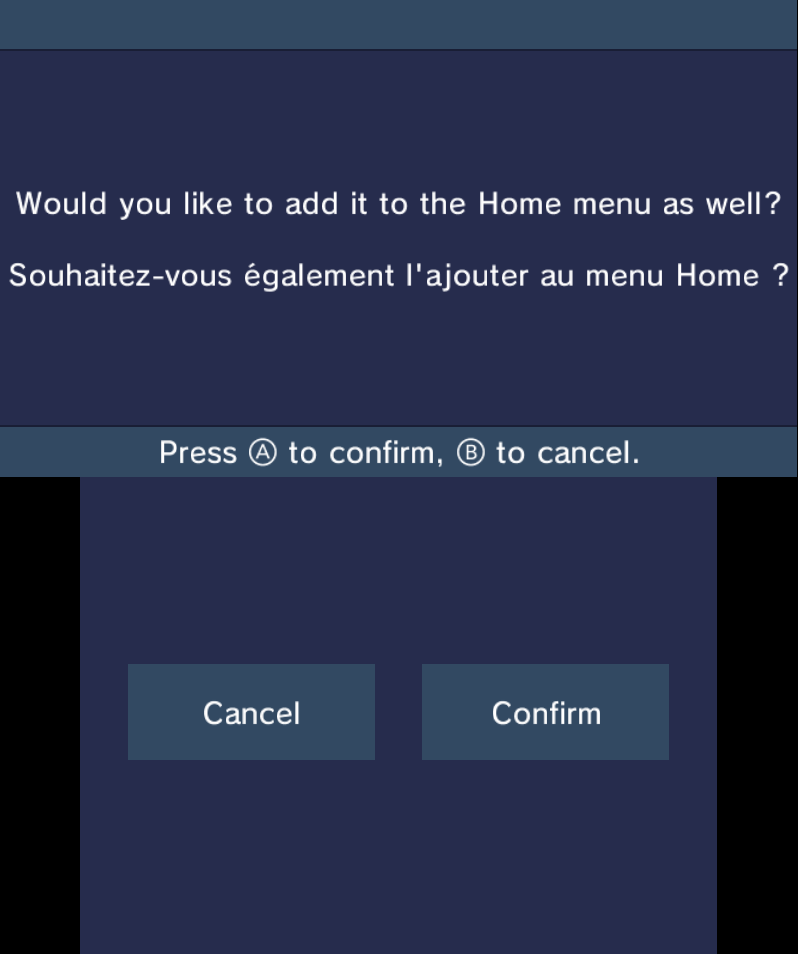 Would you like to add it to the Home menu as well?
Souhaitez-vous également l'ajouter au menu Home ?
Press Ⓐ to confirm, Ⓑ to cancel.
Cancel
Confirm